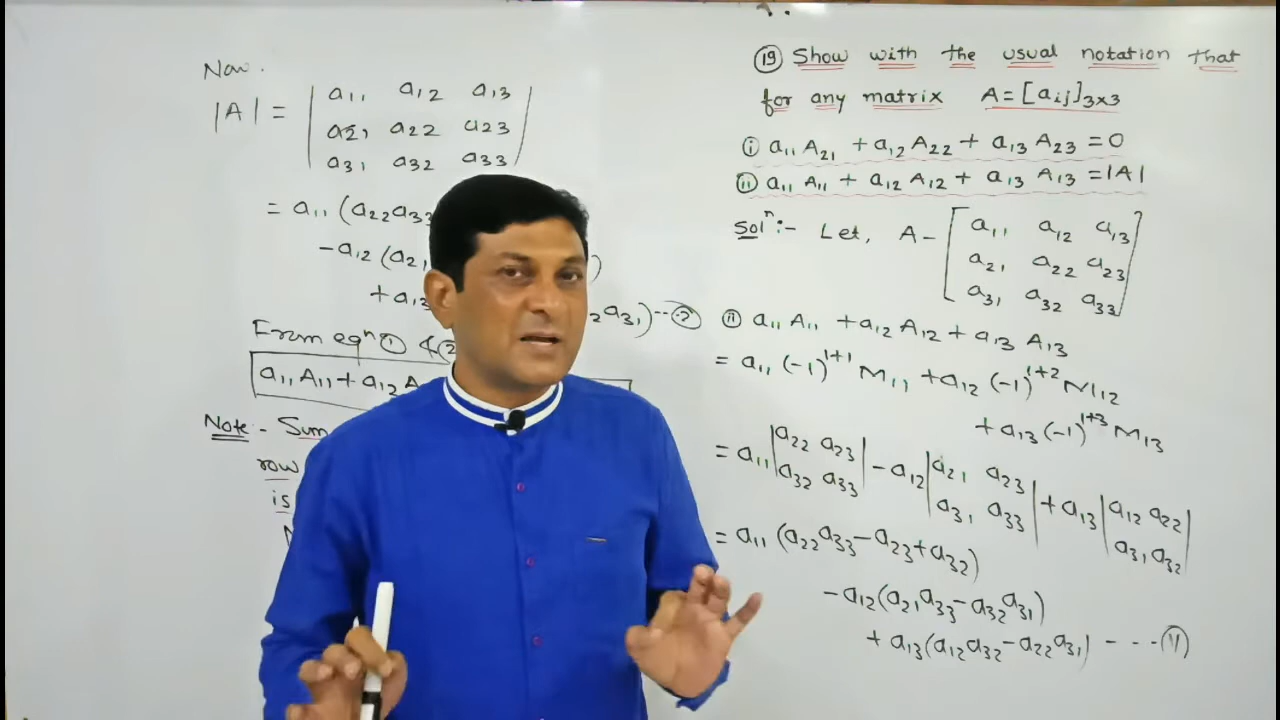 Now.
|A| = | a11 a12 a13 |
| a21 a22 a23 |
| a31 a32 a33 |
= a11 (a22a33
-a12 (a21 )
+a13 2a31) --- ②
From eqn ① & ②
a11 A11 + a12 A
Note - Sum
row
is
⑲ Show with the usual notation that
for any matrix A = [aij]3×3
ⓘ a11 A21 + a12 A22 + a13 A23 = 0
ⓘⓘ a11 A11 + a12 A12 + a13 A13 = |A|
Soln :- Let, A - [ a11 a12 a13
a21 a22 a23
a31 a32 a33 ]
ⓘⓘ a11 A11 + a12 A12 + a13 A13
= a11 (-1)^1+1 M11 + a12 (-1)^1+2 M12
+ a13 (-1)^1+3 M13
= a11 | a22 a23 | - a12 | a21 a23 | + a13 | a12 a22 |
| a32 a33 | | a31 a33 | | a31 a32 |
= a11 (a22a33 - a23+a32)
- a12 (a21a33 - a32a31)
+ a13 (a12a32 - a22a31) ----